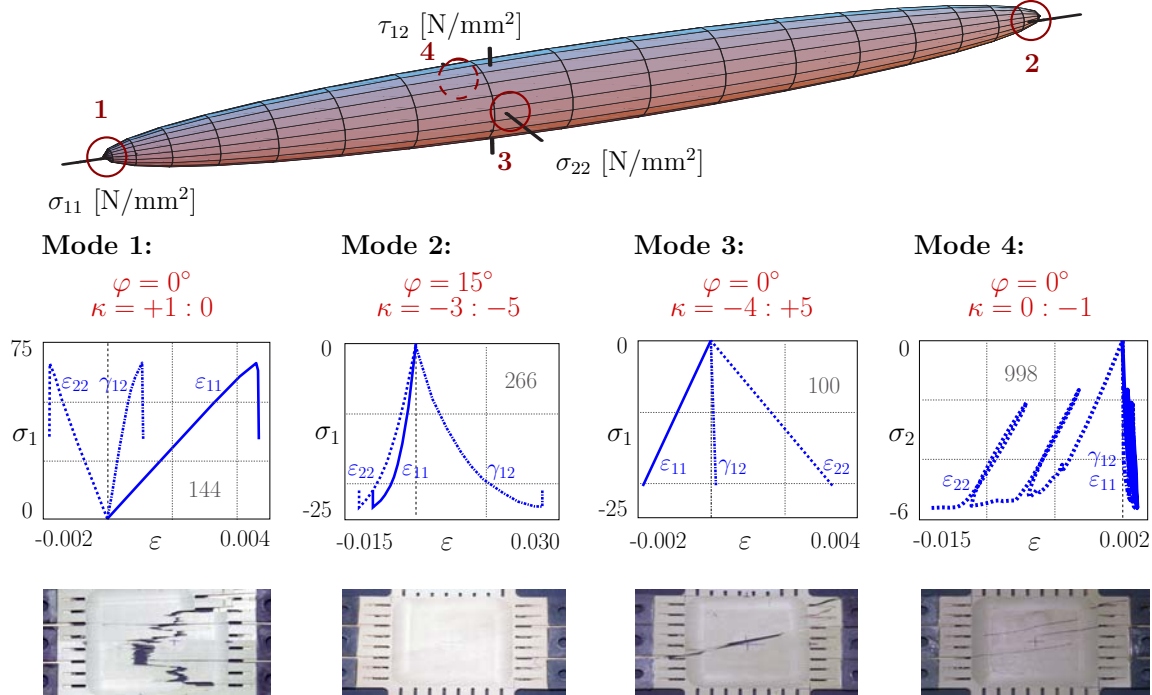 τ₁₂ [N/mm²]
4
1
2
3
σ₂₂ [N/mm²]
σ₁₁ [N/mm²]
Mode 1:
φ = 0°
κ = +1 : 0
75
ε₂₂
γ₁₂
ε₁₁
σ₁
144
0
-0.002
ε
0.004
Mode 2:
φ = 15°
κ = −3 : −5
0
266
σ₁
ε₂₂
ε₁₁
γ₁₂
-25
-0.015
ε
0.030
Mode 3:
φ = 0°
κ = −4 : +5
0
100
σ₁
ε₁₁
γ₁₂
ε₂₂
-25
-0.002
ε
0.004
Mode 4:
φ = 0°
κ = 0 : −1
0
998
σ₂
γ₁₂
ε₂₂
ε₁₁
-6
-0.015
ε
0.002